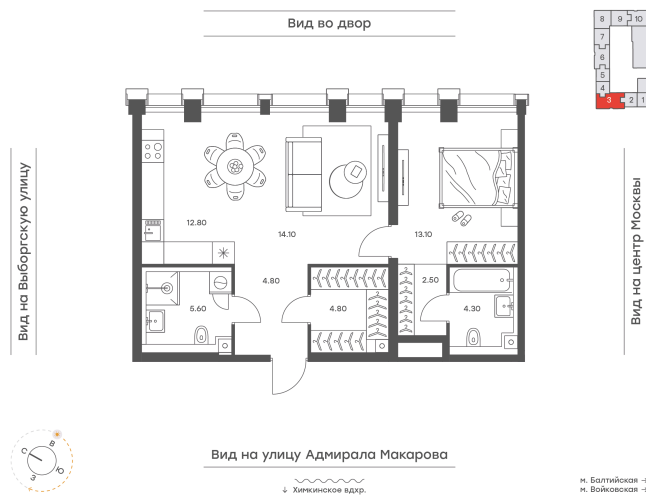 Вид во двор
8 9 10
7
6
5
4
3 2 1
Вид на Выборгскую улицу
Вид на центр Москвы
12.80
14.10
13.10
4.80
2.50
5.60
4.80
4.30
В
С
Ю
З
Вид на улицу Адмирала Макарова
↓ Химкинское вдхр.
м. Балтийская
м. Войковская